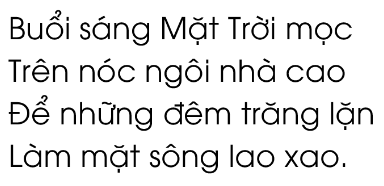 Buổi sáng Mặt Trời mọc
Trên nóc ngôi nhà cao
Để những đêm trăng lặn
Làm mặt sông lao xao.